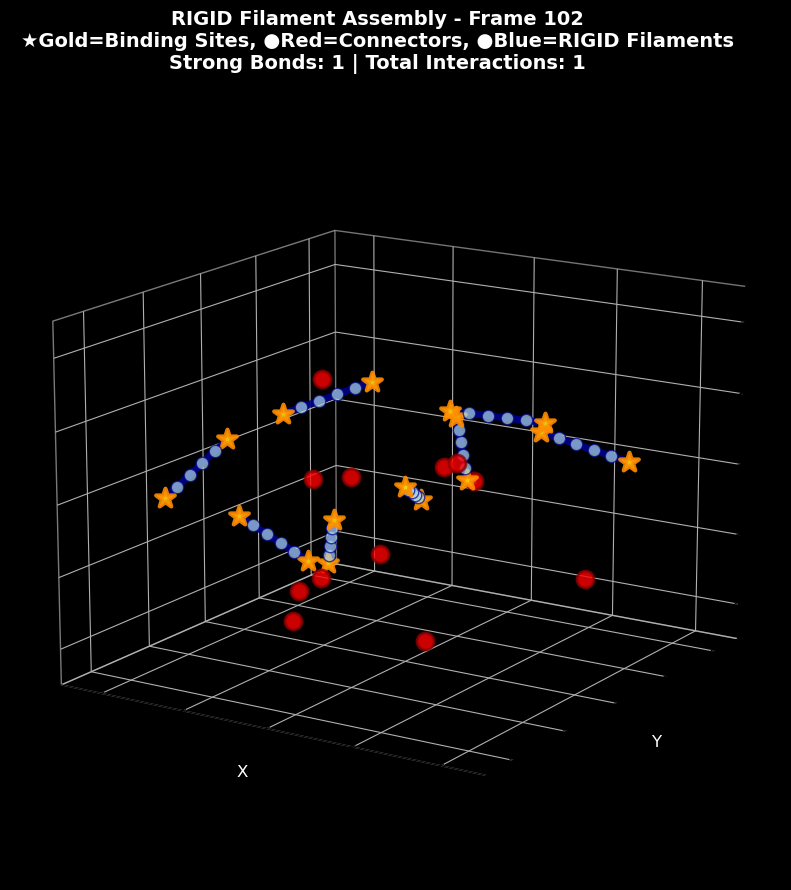 RIGID Filament Assembly - Frame 102
★Gold=Binding Sites, ●Red=Connectors, ●Blue=RIGID Filaments
Strong Bonds: 1 | Total Interactions: 1
Y
X